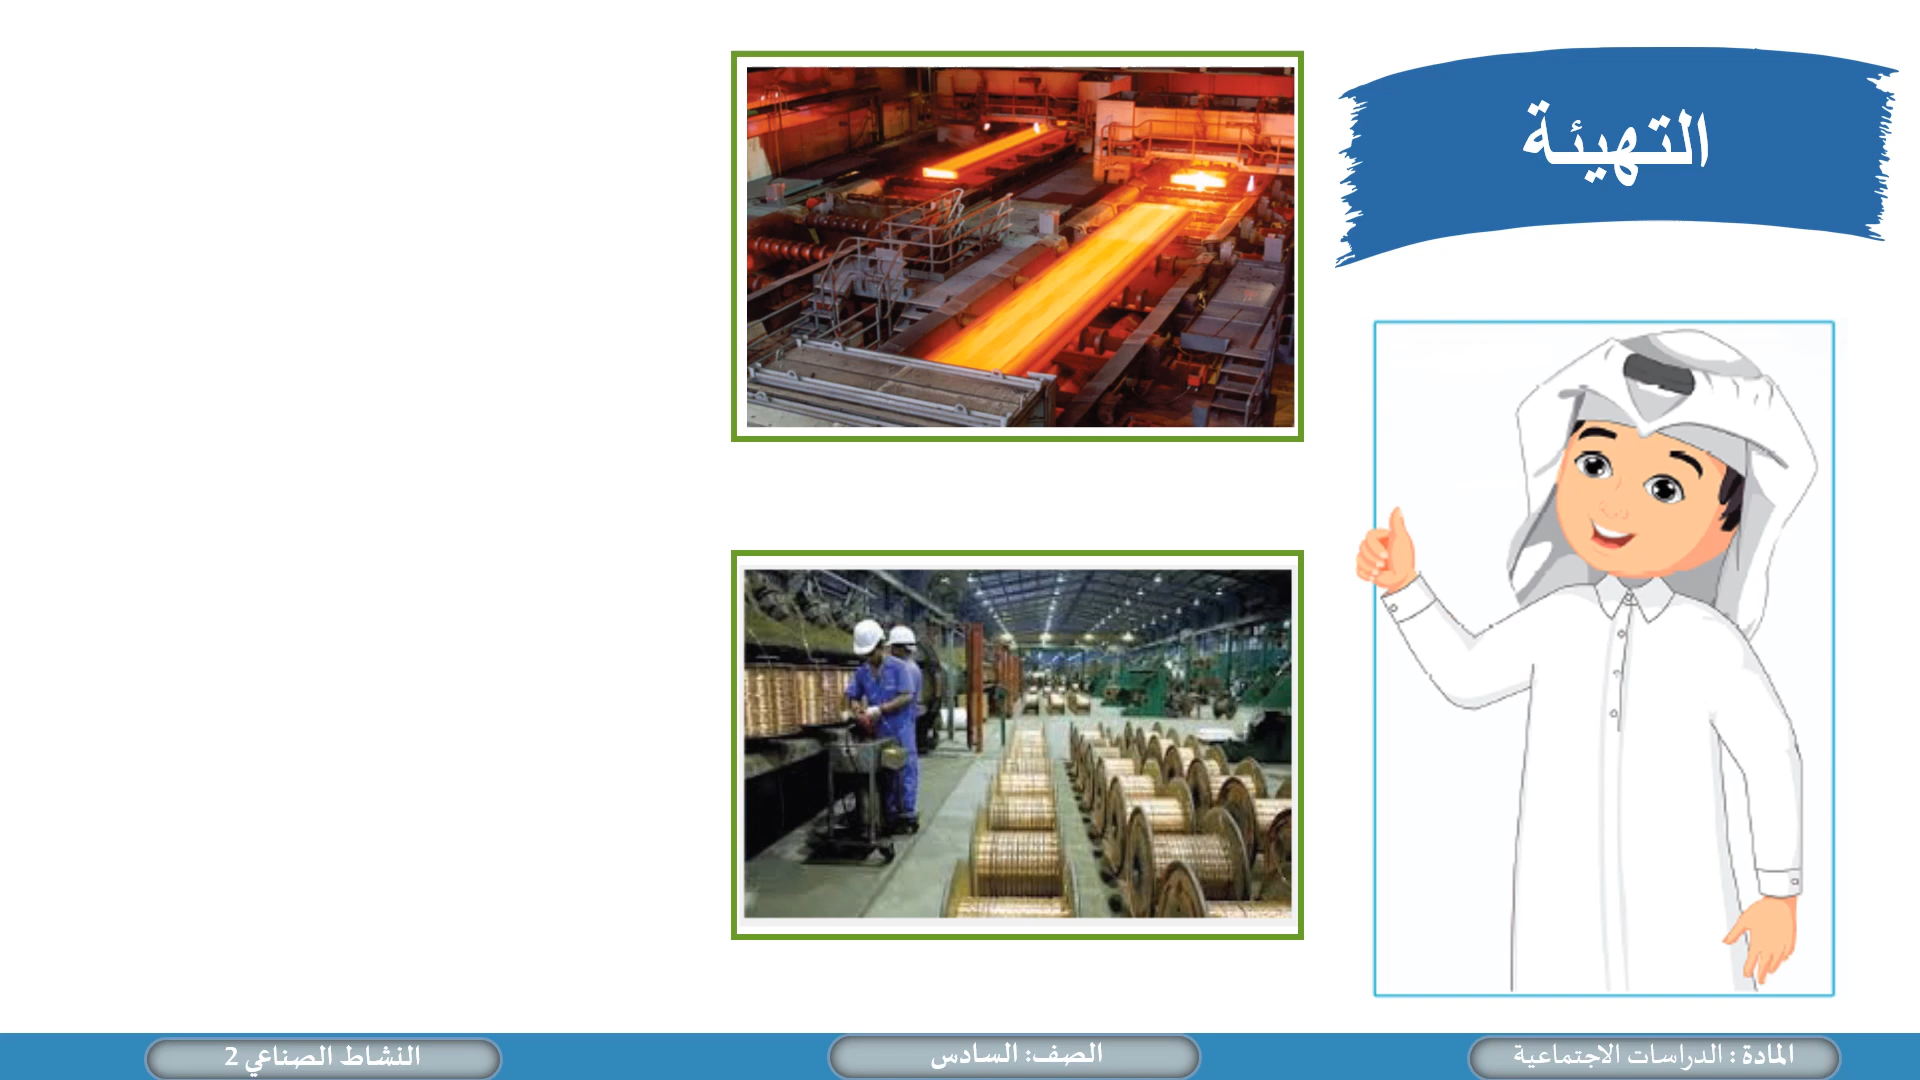 التهيئة
المادة : الدراسات الاجتماعية
الصف: السادس
النشاط الصناعي 2